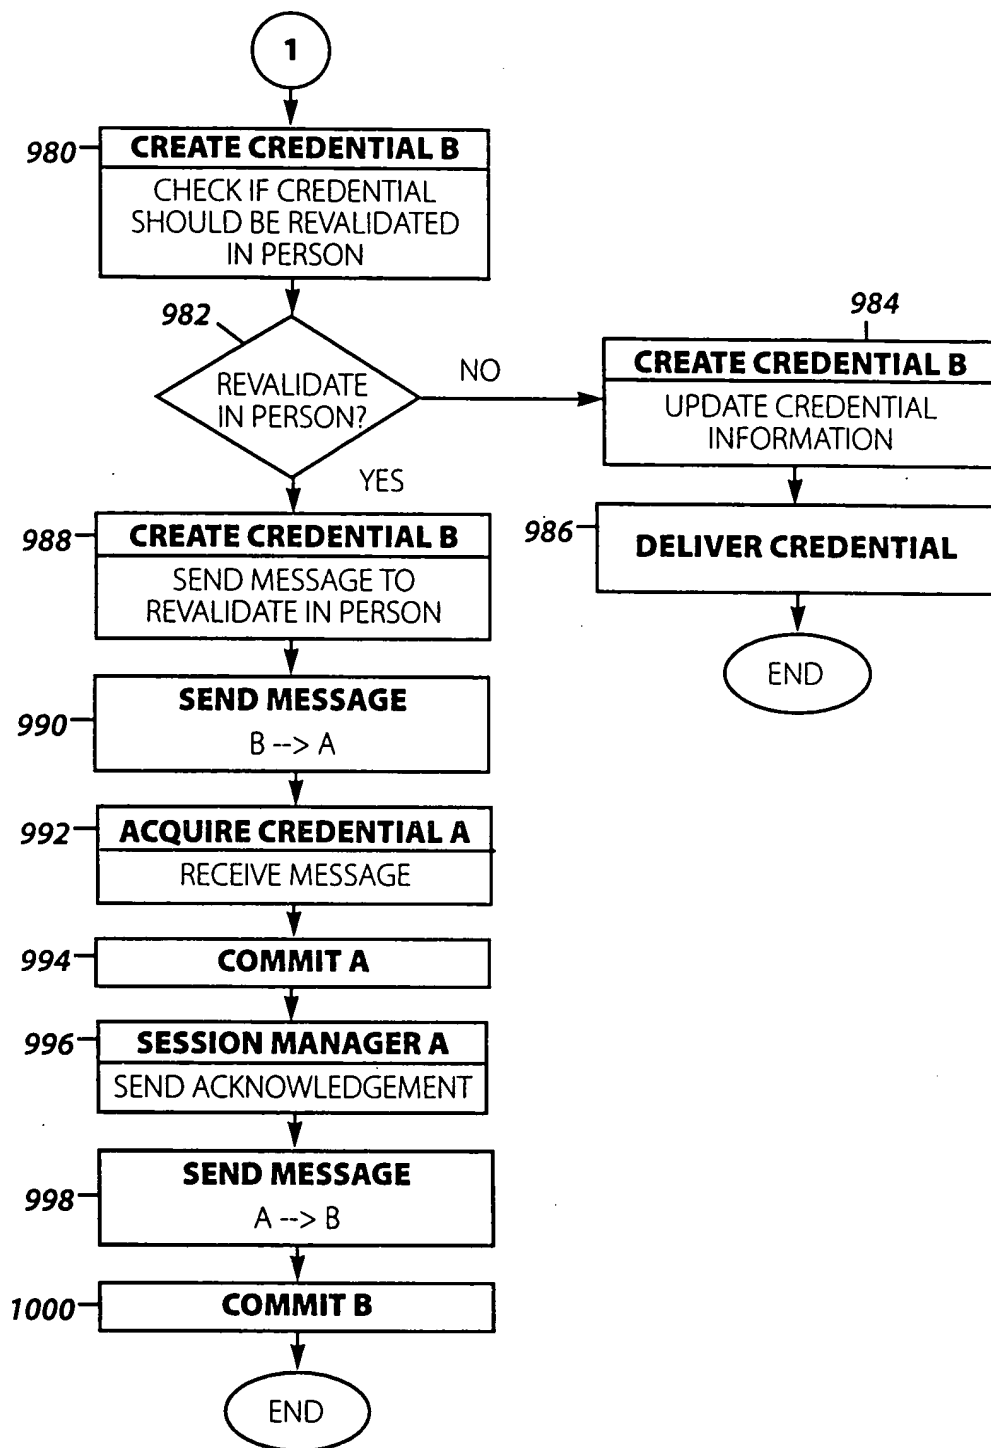 1
980
CREATE CREDENTIAL B
CHECK IF CREDENTIAL
SHOULD BE REVALIDATED
IN PERSON
982
REVALIDATE
IN PERSON?
NO
YES
984
CREATE CREDENTIAL B
UPDATE CREDENTIAL
INFORMATION
986
DELIVER CREDENTIAL
END
988
CREATE CREDENTIAL B
SEND MESSAGE TO
REVALIDATE IN PERSON
990
SEND MESSAGE
B --> A
992
ACQUIRE CREDENTIAL A
RECEIVE MESSAGE
994
COMMIT A
996
SESSION MANAGER A
SEND ACKNOWLEDGEMENT
998
SEND MESSAGE
A --> B
1000
COMMIT B
END